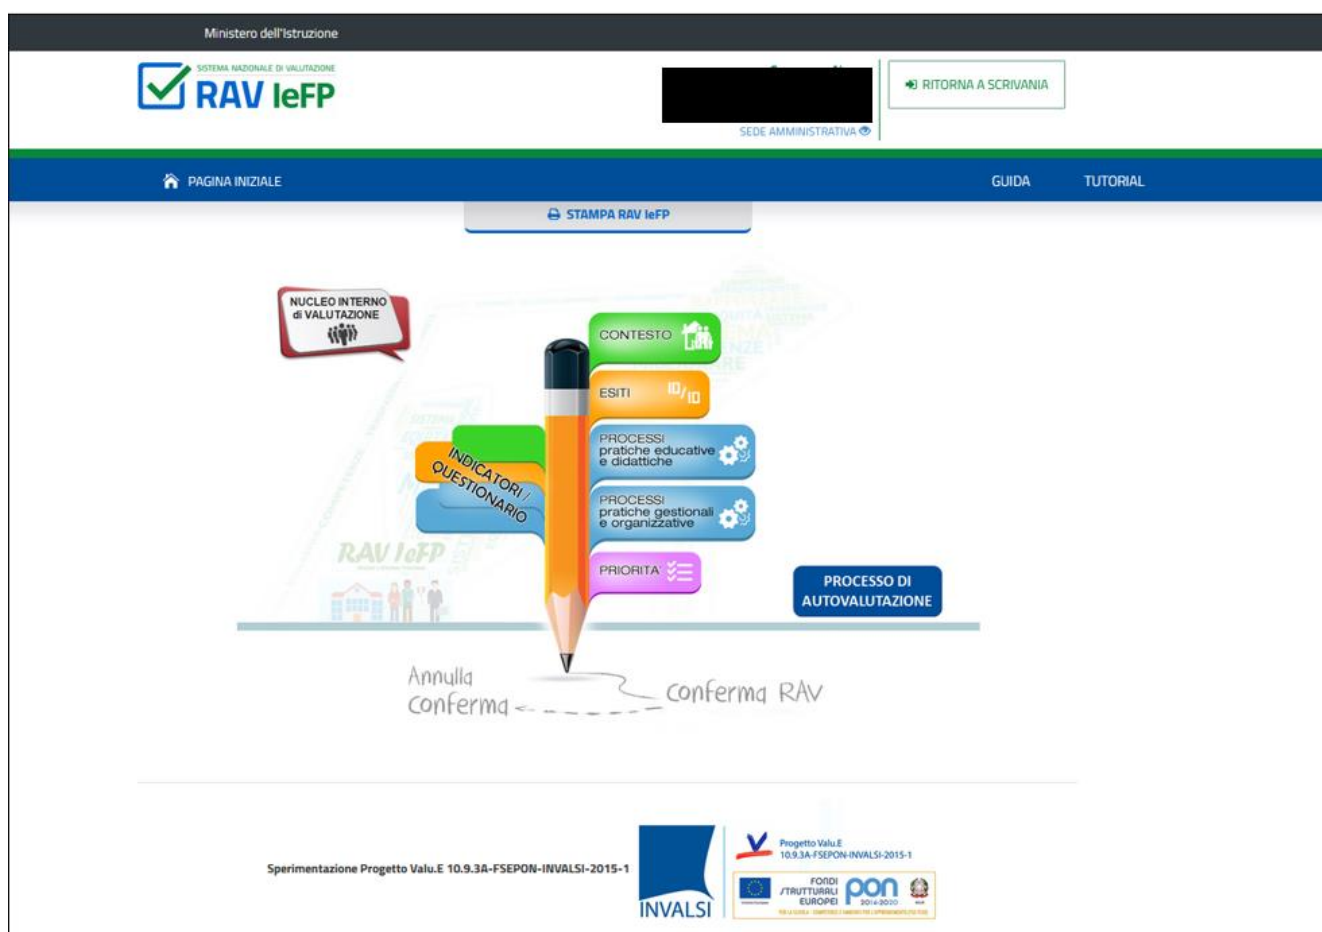 Ministero dell'Istruzione
SISTEMA NAZIONALE DI VALUTAZIONE
RAV IeFP
RITORNA A SCRIVANIA
SEDE AMMINISTRATIVA
PAGINA INIZIALE
GUIDA
TUTORIAL
STAMPA RAV IeFP
NUCLEO INTERNO
di VALUTAZIONE
CONTESTO
ESITI
10/10
PROCESSI
pratiche educative
e didattiche
INDICATORI /
QUESTIONARIO
PROCESSI
pratiche gestionali
e organizzative
RAV IeFP
PRIORITA'
PROCESSO DI
AUTOVALUTAZIONE
Annulla
conferma
conferma RAV
Sperimentazione Progetto Valu.E 10.9.3A-FSEPON-INVALSI-2015-1
INVALSI
Progetto Valu.E
10.9.3A-FSEPON-INVALSI-2015-1
FONDI
STRUTTURALI
EUROPEI
pon
2014-2020